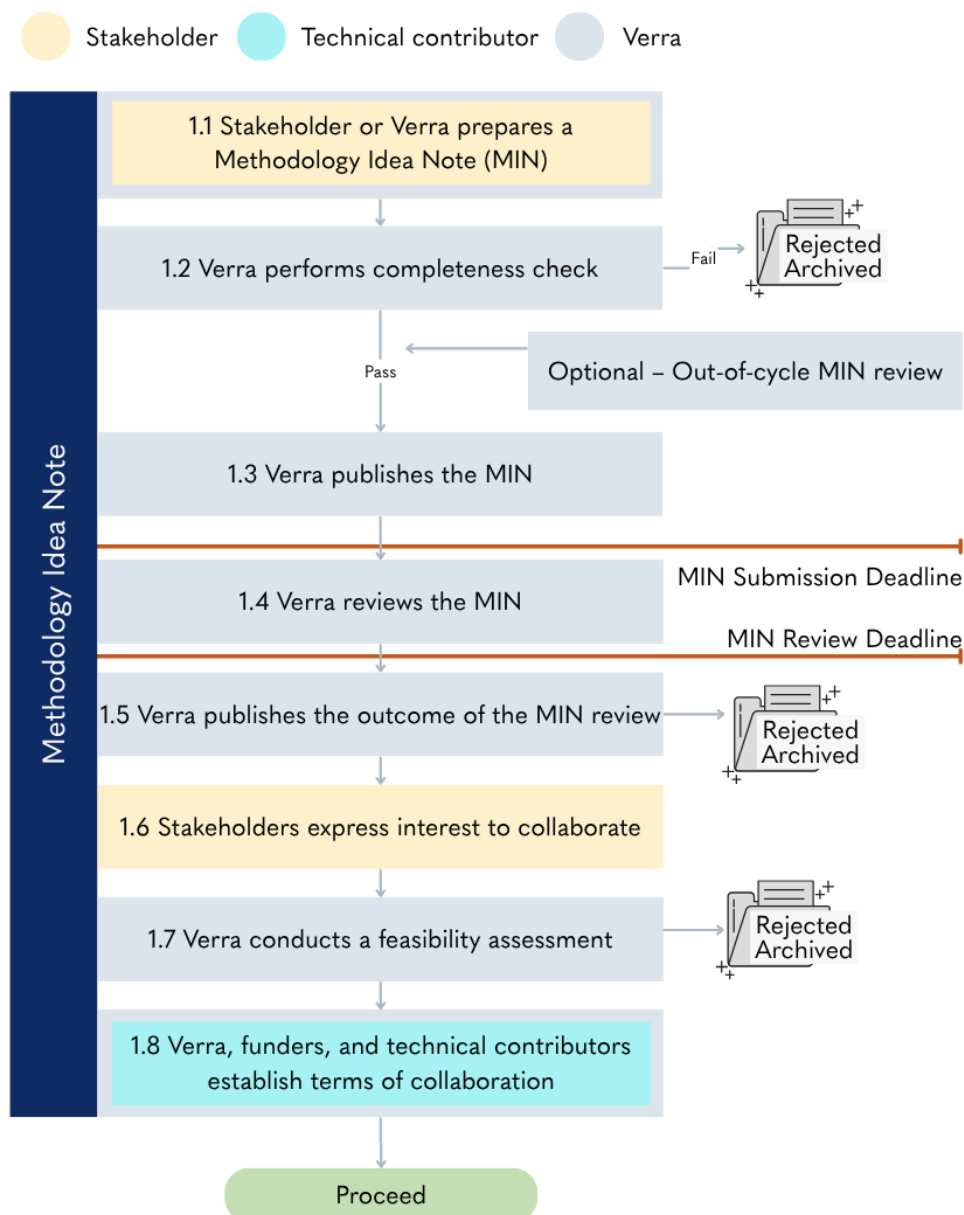 Stakeholder
Technical contributor
Verra
Methodology Idea Note
1.1 Stakeholder or Verra prepares a
Methodology Idea Note (MIN)
1.2 Verra performs completeness check
Fail
Rejected
Archived
Pass
Optional – Out-of-cycle MIN review
1.3 Verra publishes the MIN
MIN Submission Deadline
1.4 Verra reviews the MIN
MIN Review Deadline
1.5 Verra publishes the outcome of the MIN review
Rejected
Archived
1.6 Stakeholders express interest to collaborate
1.7 Verra conducts a feasibility assessment
Rejected
Archived
1.8 Verra, funders, and technical contributors
establish terms of collaboration
Proceed